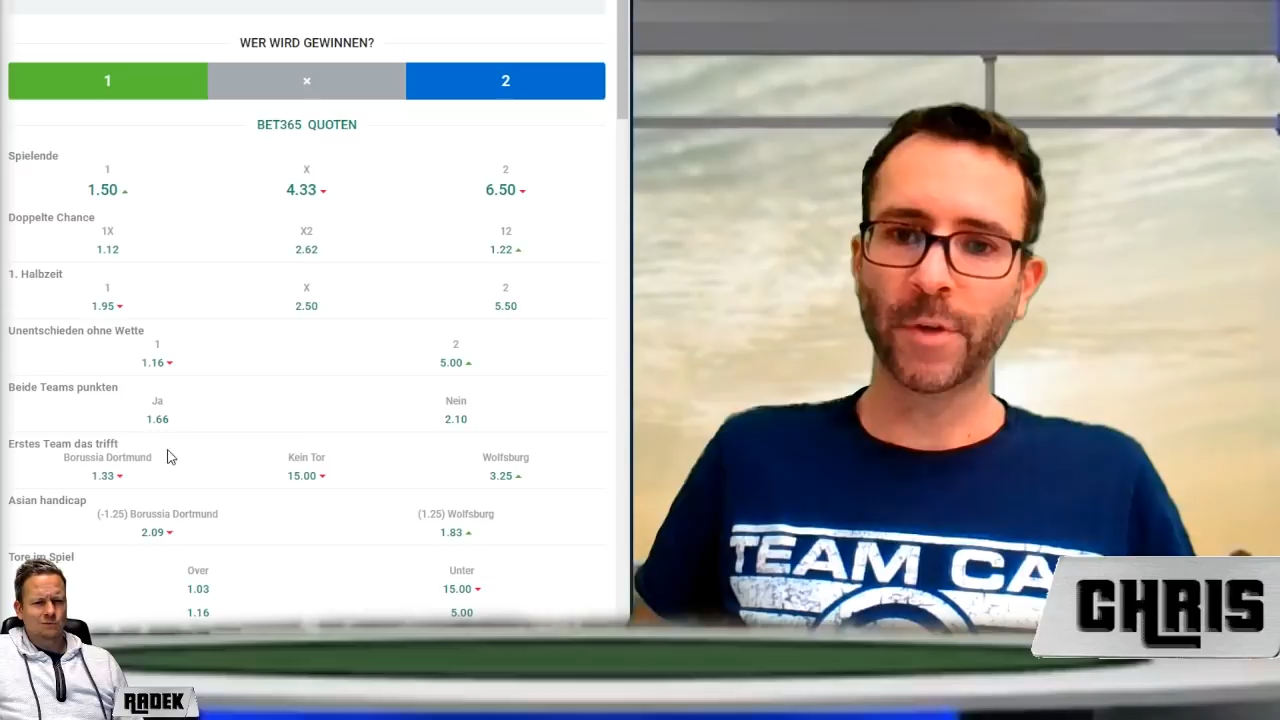 WER WIRD GEWINNEN?
1 × 2
BET365 QUOTEN
Spielende
1 X 2
1.50 4.33 6.50
Doppelte Chance
1X X2 12
1.12 2.62 1.22
1. Halbzeit
1 X 2
1.95 2.50 5.50
Unentschieden ohne Wette
1 2
1.16 5.00
Beide Teams punkten
Ja Nein
1.66 2.10
Erstes Team das trifft
Borussia Dortmund Kein Tor Wolfsburg
1.33 15.00 3.25
Asian handicap
(-1.25) Borussia Dortmund (1.25) Wolfsburg
2.09 1.83
Tore im Spiel
Over Unter
1.03 15.00
1.16 5.00
TEAM CA
CHRIS
RADEK